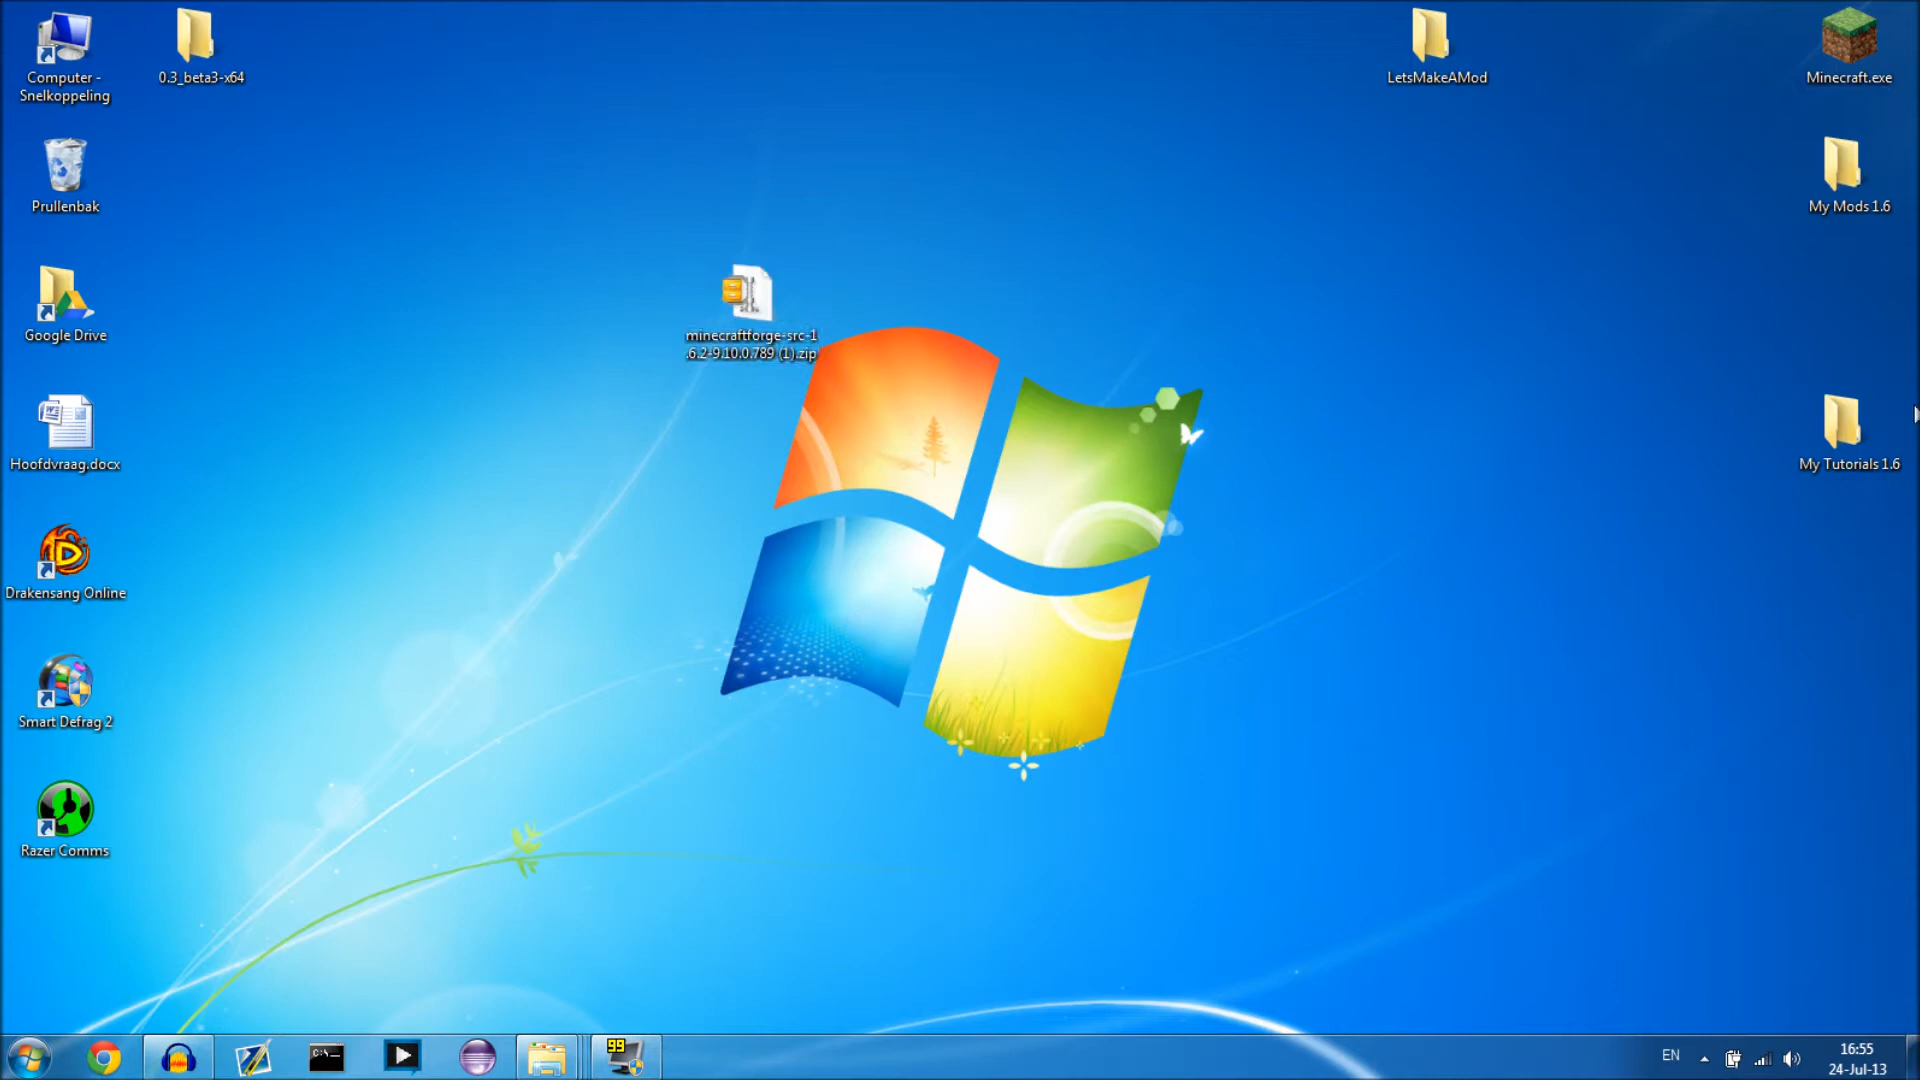 Computer -
Snelkoppeling
0.3_beta3-x64
LetsMakeAMod
Minecraft.exe
Prullenbak
My Mods 1.6
Google Drive
minecraftforge-src-1
.6.2-9.10.0.789 (1).zip
Hoofdvraag.docx
My Tutorials 1.6
Drakensang Online
Smart Defrag 2
Razer Comms
C:\
99
EN
16:55
24-Jul-13